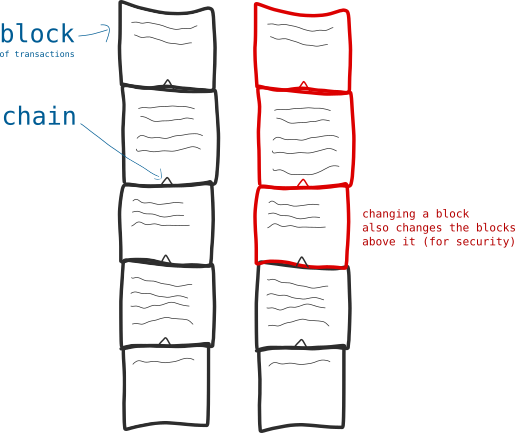 block
of transactions
chain
changing a block
also changes the blocks
above it (for security)